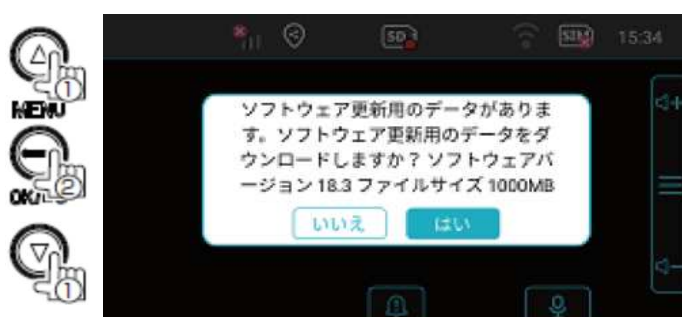 MENU
①
②
①
SD
15:34
ソフトウェア更新用のデータがありま
す。ソフトウェア更新用のデータをダ
ウンロードしますか？ソフトウェアバ
ージョン 18.3 ファイルサイズ 1000MB
いいえ はい